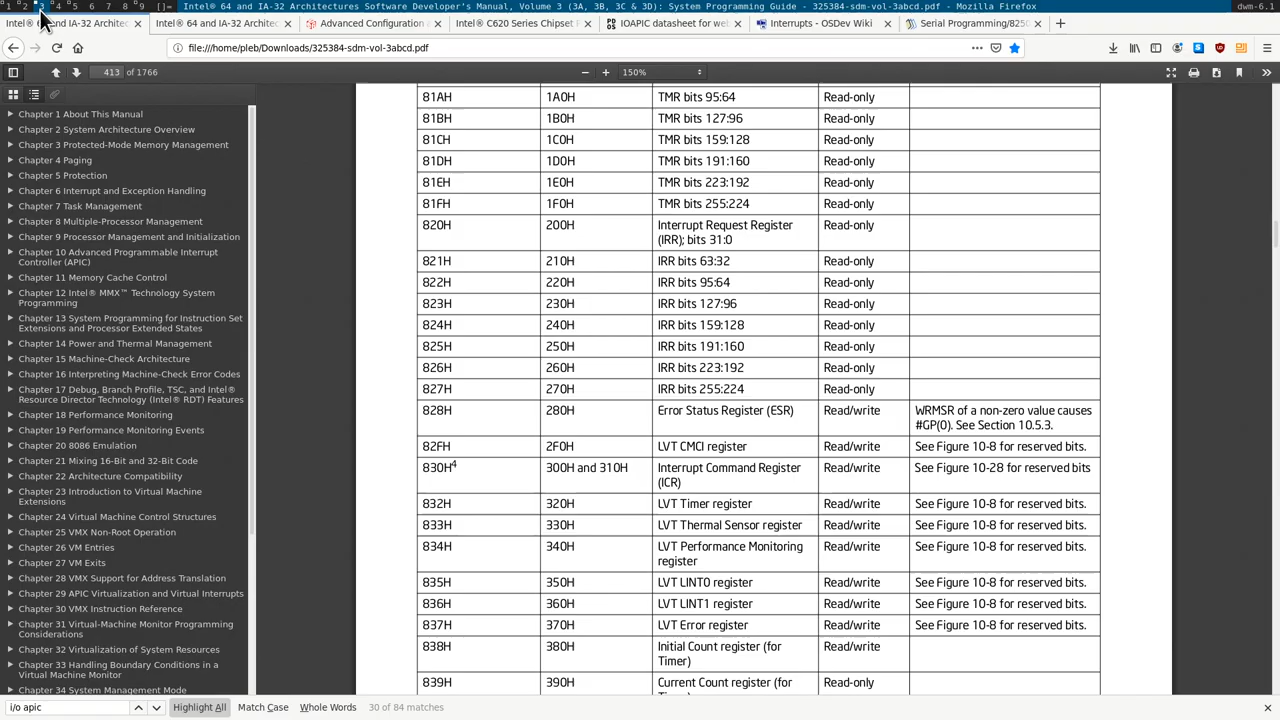 1 2 3 4 5 6 7 8 9 []= Intel® 64 and IA-32 Architectures Software Developer's Manual, Volume 3 (3A, 3B, 3C & 3D): System Programming Guide - 325384-sdm-vol-3abcd.pdf - Mozilla Firefox dwm-6.1
Intel® 64 and IA-32 Architec × Intel® 64 and IA-32 Architec × Advanced Configuration × Intel® C620 Series Chipset P × IOAPIC datasheet for we × Interrupts - OSDev Wiki × Serial Programming/825 × +
file:///home/pleb/Downloads/325384-sdm-vol-3abcd.pdf
413 of 1766 150%
Chapter 1 About This Manual
Chapter 2 System Architecture Overview
Chapter 3 Protected-Mode Memory Management
Chapter 4 Paging
Chapter 5 Protection
Chapter 6 Interrupt and Exception Handling
Chapter 7 Task Management
Chapter 8 Multiple-Processor Management
Chapter 9 Processor Management and Initialization
Chapter 10 Advanced Programmable Interrupt
Controller (APIC)
Chapter 11 Memory Cache Control
Chapter 12 Intel® MMX™ Technology System
Programming
Chapter 13 System Programming for Instruction Set
Extensions and Processor Extended States
Chapter 14 Power and Thermal Management
Chapter 15 Machine-Check Architecture
Chapter 16 Interpreting Machine-Check Error Codes
Chapter 17 Debug, Branch Profile, TSC, and Intel®
Resource Director Technology (Intel® RDT) Features
Chapter 18 Performance Monitoring
Chapter 19 Performance Monitoring Events
Chapter 20 8086 Emulation
Chapter 21 Mixing 16-Bit and 32-Bit Code
Chapter 22 Architecture Compatibility
Chapter 23 Introduction to Virtual Machine
Extensions
Chapter 24 Virtual Machine Control Structures
Chapter 25 VMX Non-Root Operation
Chapter 26 VM Entries
Chapter 27 VM Exits
Chapter 28 VMX Support for Address Translation
Chapter 29 APIC Virtualization and Virtual Interrupts
Chapter 30 VMX Instruction Reference
Chapter 31 Virtual-Machine Monitor Programming
Considerations
Chapter 32 Virtualization of System Resources
Chapter 33 Handling Boundary Conditions in a
Virtual Machine Monitor
Chapter 34 System Management Mode
81AH 1A0H TMR bits 95:64 Read-only
81BH 1B0H TMR bits 127:96 Read-only
81CH 1C0H TMR bits 159:128 Read-only
81DH 1D0H TMR bits 191:160 Read-only
81EH 1E0H TMR bits 223:192 Read-only
81FH 1F0H TMR bits 255:224 Read-only
820H 200H Interrupt Request Register Read-only
(IRR); bits 31:0
821H 210H IRR bits 63:32 Read-only
822H 220H IRR bits 95:64 Read-only
823H 230H IRR bits 127:96 Read-only
824H 240H IRR bits 159:128 Read-only
825H 250H IRR bits 191:160 Read-only
826H 260H IRR bits 223:192 Read-only
827H 270H IRR bits 255:224 Read-only
828H 280H Error Status Register (ESR) Read/write WRMSR of a non-zero value causes
#GP(0). See Section 10.5.3.
82FH 2F0H LVT CMCI register Read/write See Figure 10-8 for reserved bits.
830H4 300H and 310H Interrupt Command Register Read/write See Figure 10-28 for reserved bits
(ICR)
832H 320H LVT Timer register Read/write See Figure 10-8 for reserved bits.
833H 330H LVT Thermal Sensor register Read/write See Figure 10-8 for reserved bits.
834H 340H LVT Performance Monitoring Read/write See Figure 10-8 for reserved bits.
register
835H 350H LVT LINT0 register Read/write See Figure 10-8 for reserved bits.
836H 360H LVT LINT1 register Read/write See Figure 10-8 for reserved bits.
837H 370H LVT Error register Read/write See Figure 10-8 for reserved bits.
838H 380H Initial Count register (for Read/write
Timer)
839H 390H Current Count register (for Read-only
i/o apic Highlight All Match Case Whole Words 30 of 84 matches